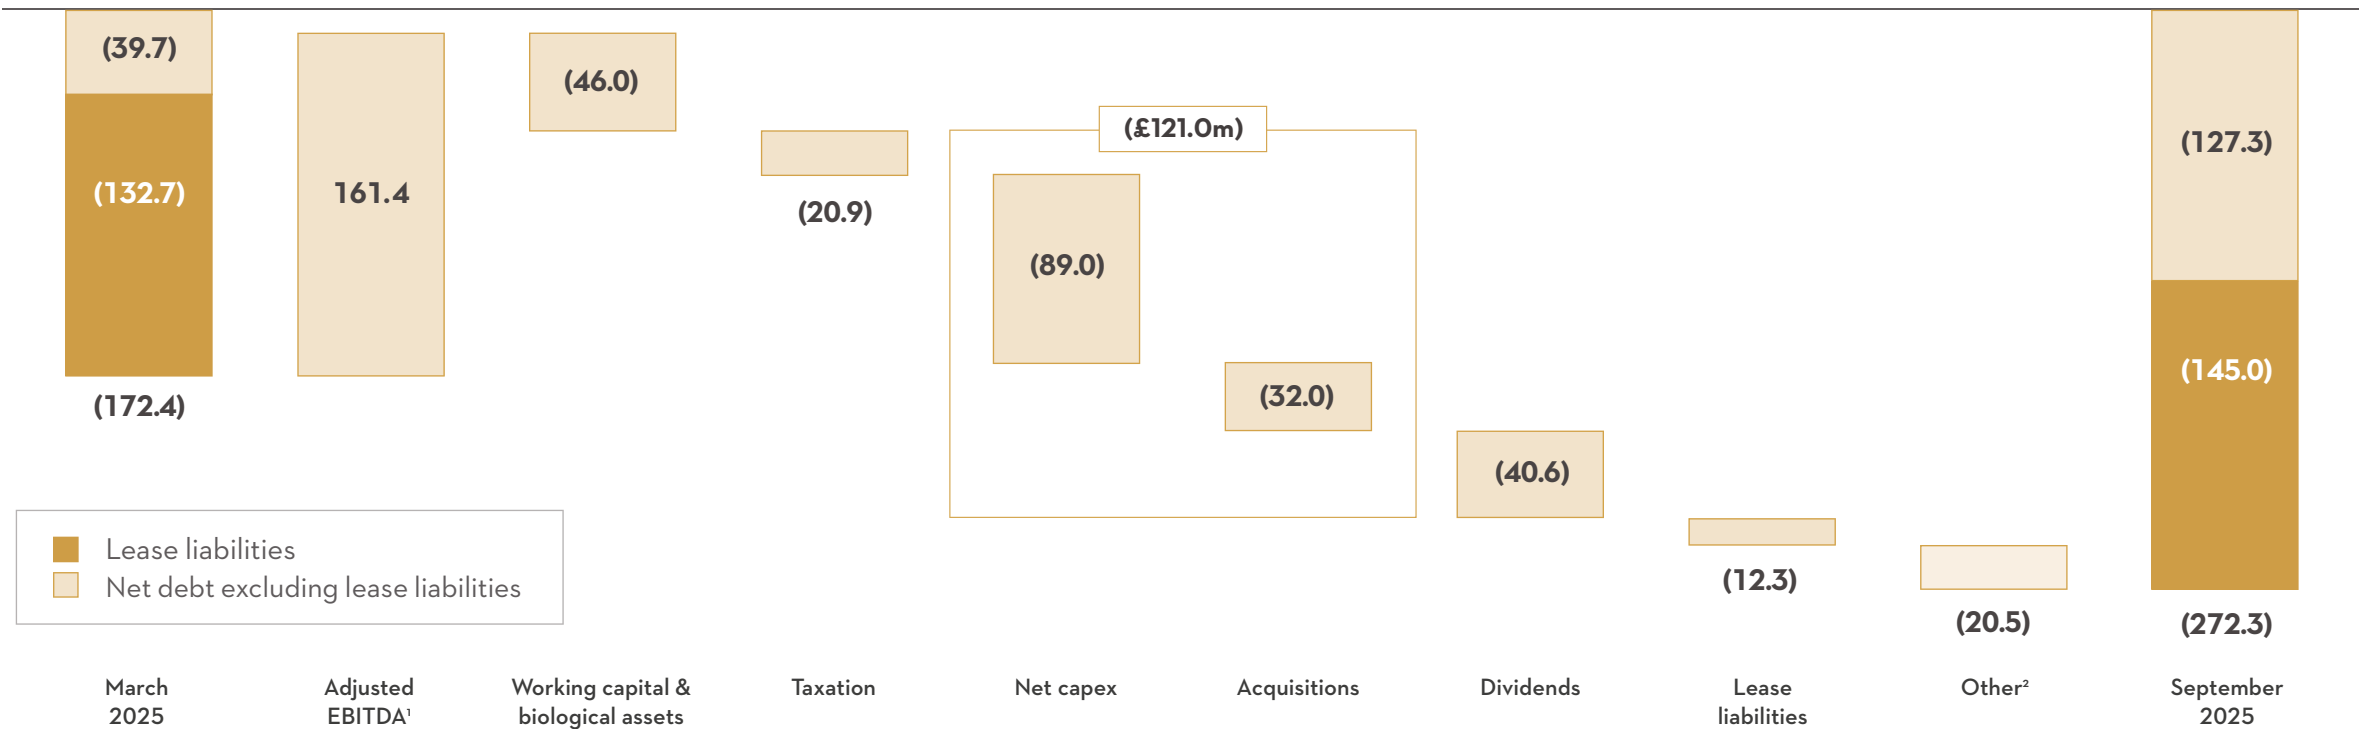 (39.7)
(132.7)
(172.4)
161.4
(46.0)
(20.9)
(£121.0m)
(89.0)
(32.0)
(40.6)
(12.3)
(20.5)
(127.3)
(145.0)
(272.3)
Lease liabilities
Net debt excluding lease liabilities
March
2025
Adjusted
EBITDA¹
Working capital &
biological assets
Taxation
Net capex
Acquisitions
Dividends
Lease
liabilities
Other²
September
2025